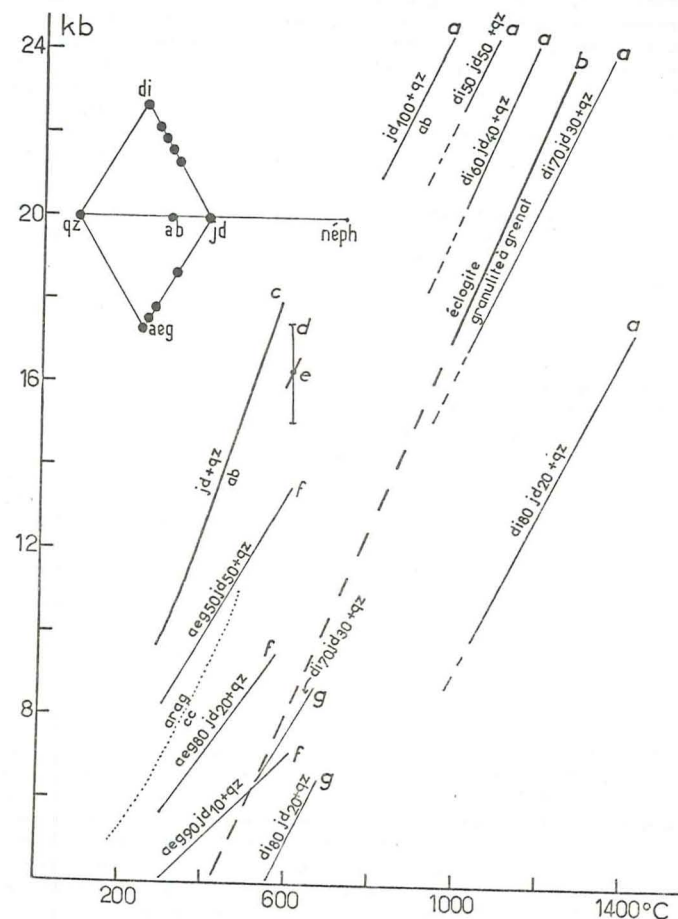 kb
24
20
16
12
8
200
600
1000
1400°C
di
qz
ab
jd
néph
aeg
a
jd100+qz
ab
a
di50 jd50+qz
a
di60 jd40+qz
b
éclogite
granulite à grenat
a
di70 jd30+qz
a
di80 jd20+qz
c
jd+qz
ab
d
e
f
aeg50 jd50+qz
arag
cc
f
aeg80 jd20+qz
f
aeg90 jd10+qz
di70 jd30+qz
g
g
di80 jd20+qz